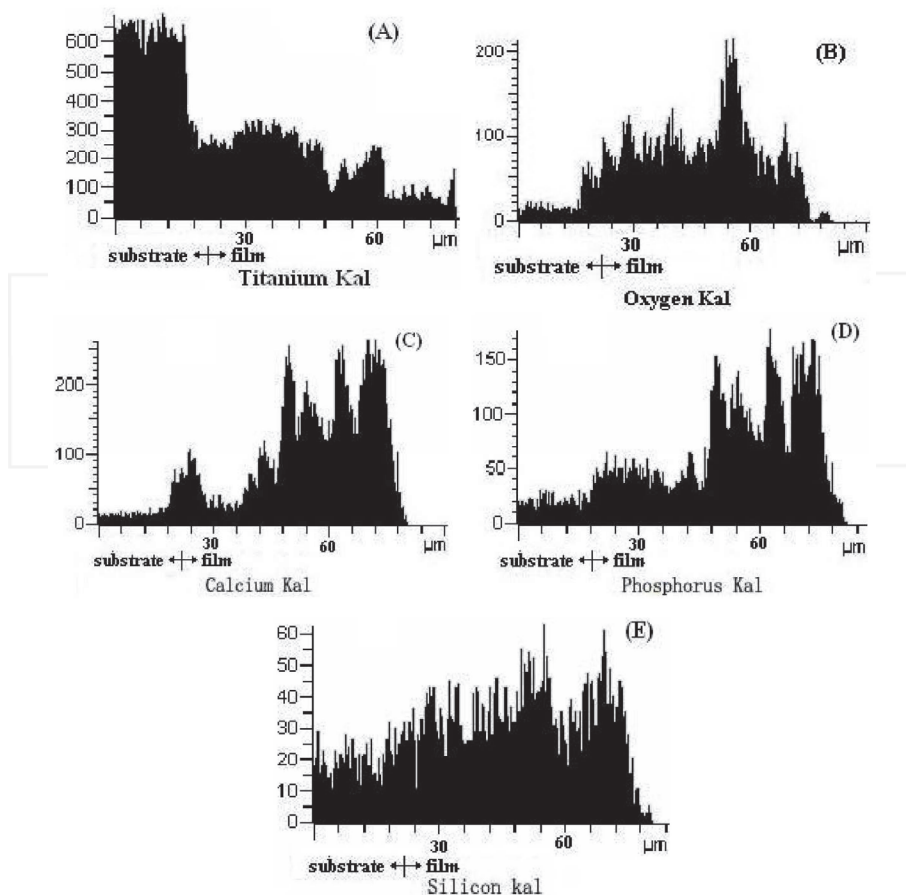 (A)
600
500
400
300
200
100
0
30
60
µm
substrate film
Titanium Kal
(B)
200
100
0
30
60
µm
substrate film
Oxygen Kal
(C)
200
100
0
30
60
µm
substrate film
Calcium Kal
(D)
150
100
50
0
30
60
µm
substrate film
Phosphorus Kal
(E)
60
50
40
30
20
10
0
30
60
µm
substrate film
Silicon kal